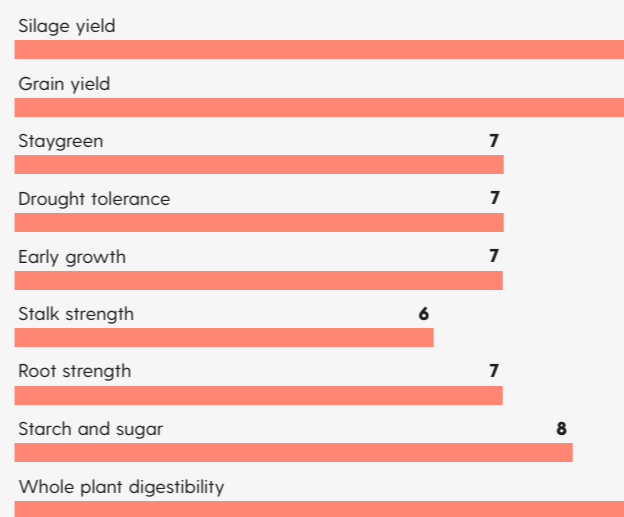 Silage yield
Grain yield
Staygreen 7
Drought tolerance 7
Early growth 7
Stalk strength 6
Root strength 7
Starch and sugar 8
Whole plant digestibility